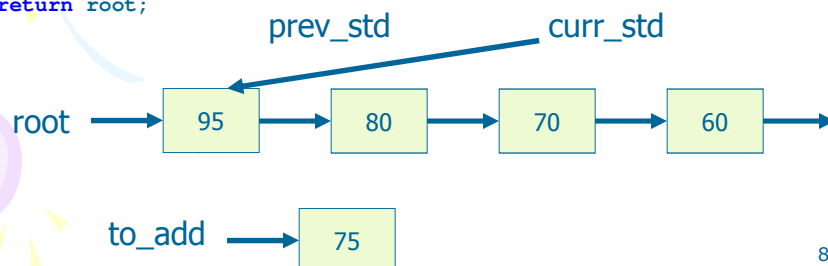 return root;
prev_std curr_std
root 95 80 70 60
to_add 75
8